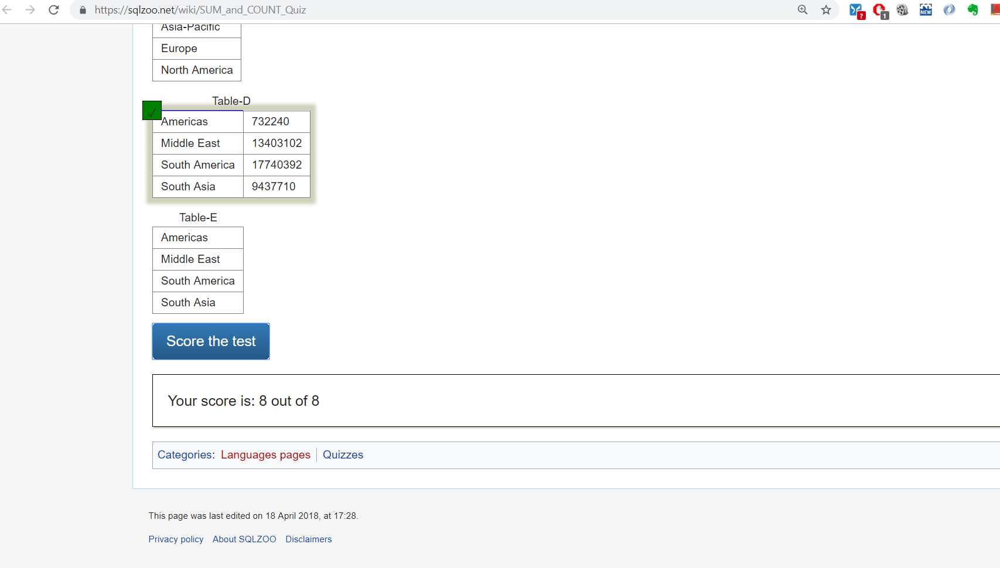 https://sqlzoo.net/wiki/SUM_and_COUNT_Quiz
?
1
NEW
Asia-Pacific
Europe
North America
Table-D
Americas 732240
Middle East 13403102
South America 17740392
South Asia 9437710
Table-E
Americas
Middle East
South America
South Asia
Score the test
Your score is: 8 out of 8
Categories: Languages pages Quizzes
This page was last edited on 18 April 2018, at 17:28.
Privacy policy About SQLZOO Disclaimers